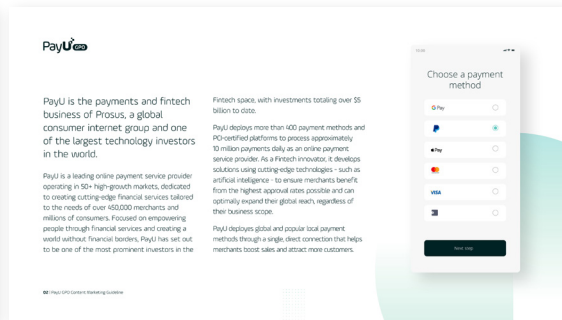 PayU GPO
PayU is the payments and fintech
business of Prosus, a global
consumer internet group and one
of the largest technology investors
in the world.
PayU is a leading online payment service provider
operating in 50+ high-growth markets, dedicated
to creating cutting-edge financial services tailored
to the needs of over 450,000 merchants and
millions of consumers. Focused on empowering
people through financial services and creating a
world without financial borders, PayU has set out
to be one of the most prominent investors in the
Fintech space, with investments totaling over $5
billion to date.
PayU deploys more than 400 payment methods and
PCI-certified platforms to process approximately
10 million payments daily as an online payment
service provider. As a Fintech innovator, it develops
solutions using cutting-edge technologies - such as
artificial intelligence - to ensure merchants benefit
from the highest approval rates possible and can
optimally expand their global reach, regardless of
their business scope.
PayU deploys global and popular local payment
methods through a single, direct connection that helps
merchants boost sales and attract more customers.
02 | PayU GPO Content Marketing Guideline
Choose a payment
method
G Pay
Pay
VISA
Next step